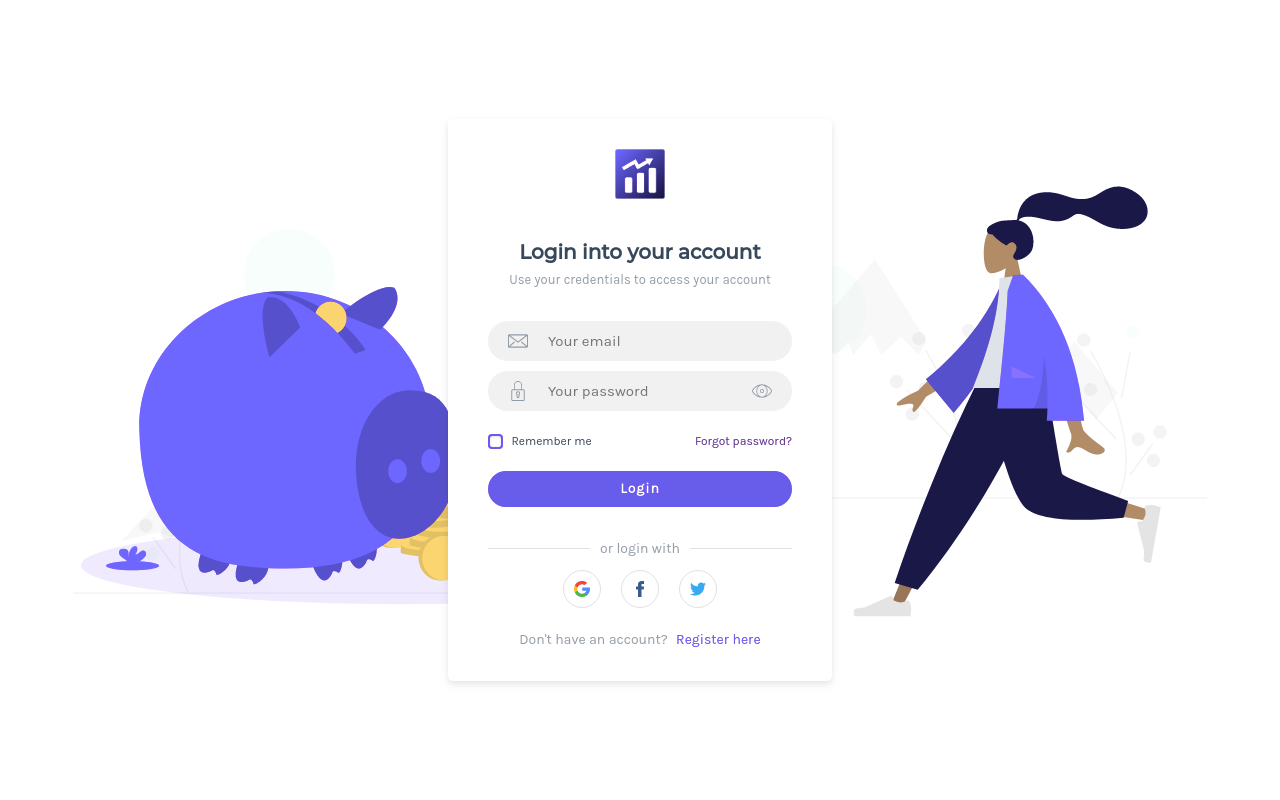 Login into your account
Use your credentials to access your account
Your email
Your password
Remember me
Forgot password?
Login
or login with
Don't have an account? Register here